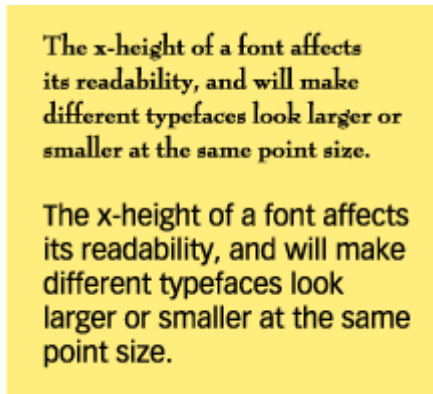 The x-height of a font affects
its readability, and will make
different typefaces look larger or
smaller at the same point size.
The x-height of a font affects
its readability, and will make
different typefaces look
larger or smaller at the same
point size.